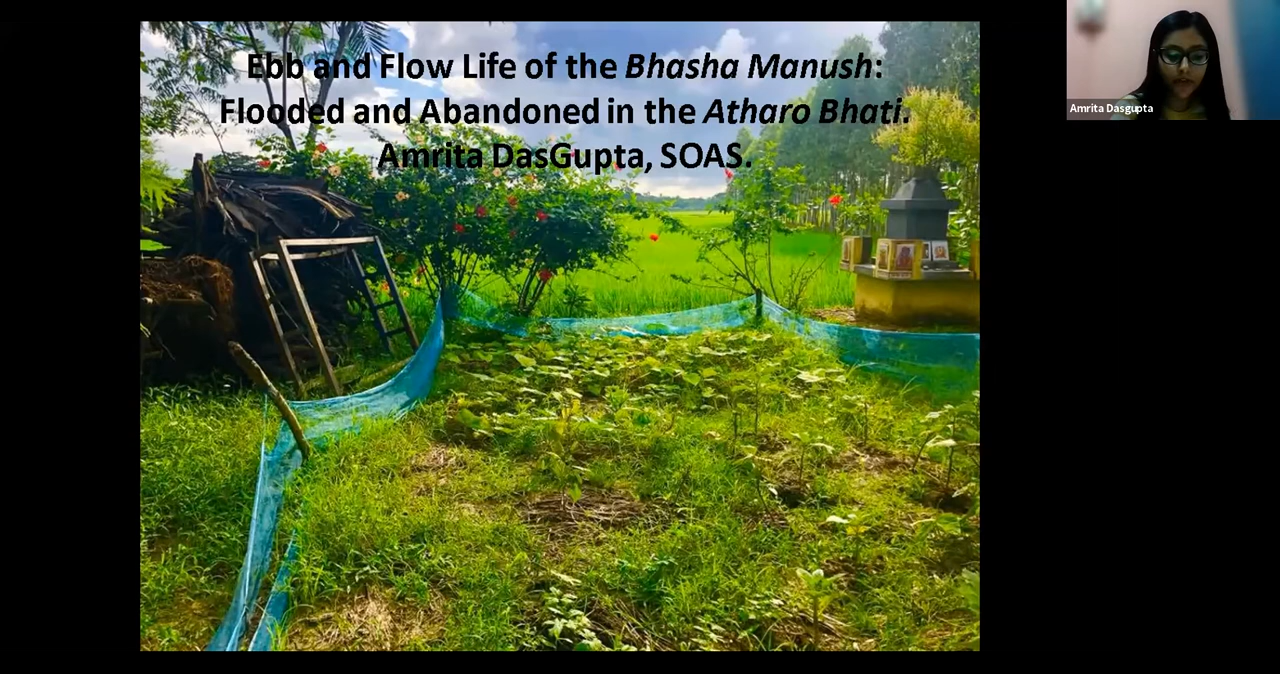 Ebb and Flow Life of the Bhasha Manush:
Flooded and Abandoned in the Atharo Bhati.
Amrita DasGupta, SOAS.
Amrita Dasgupta